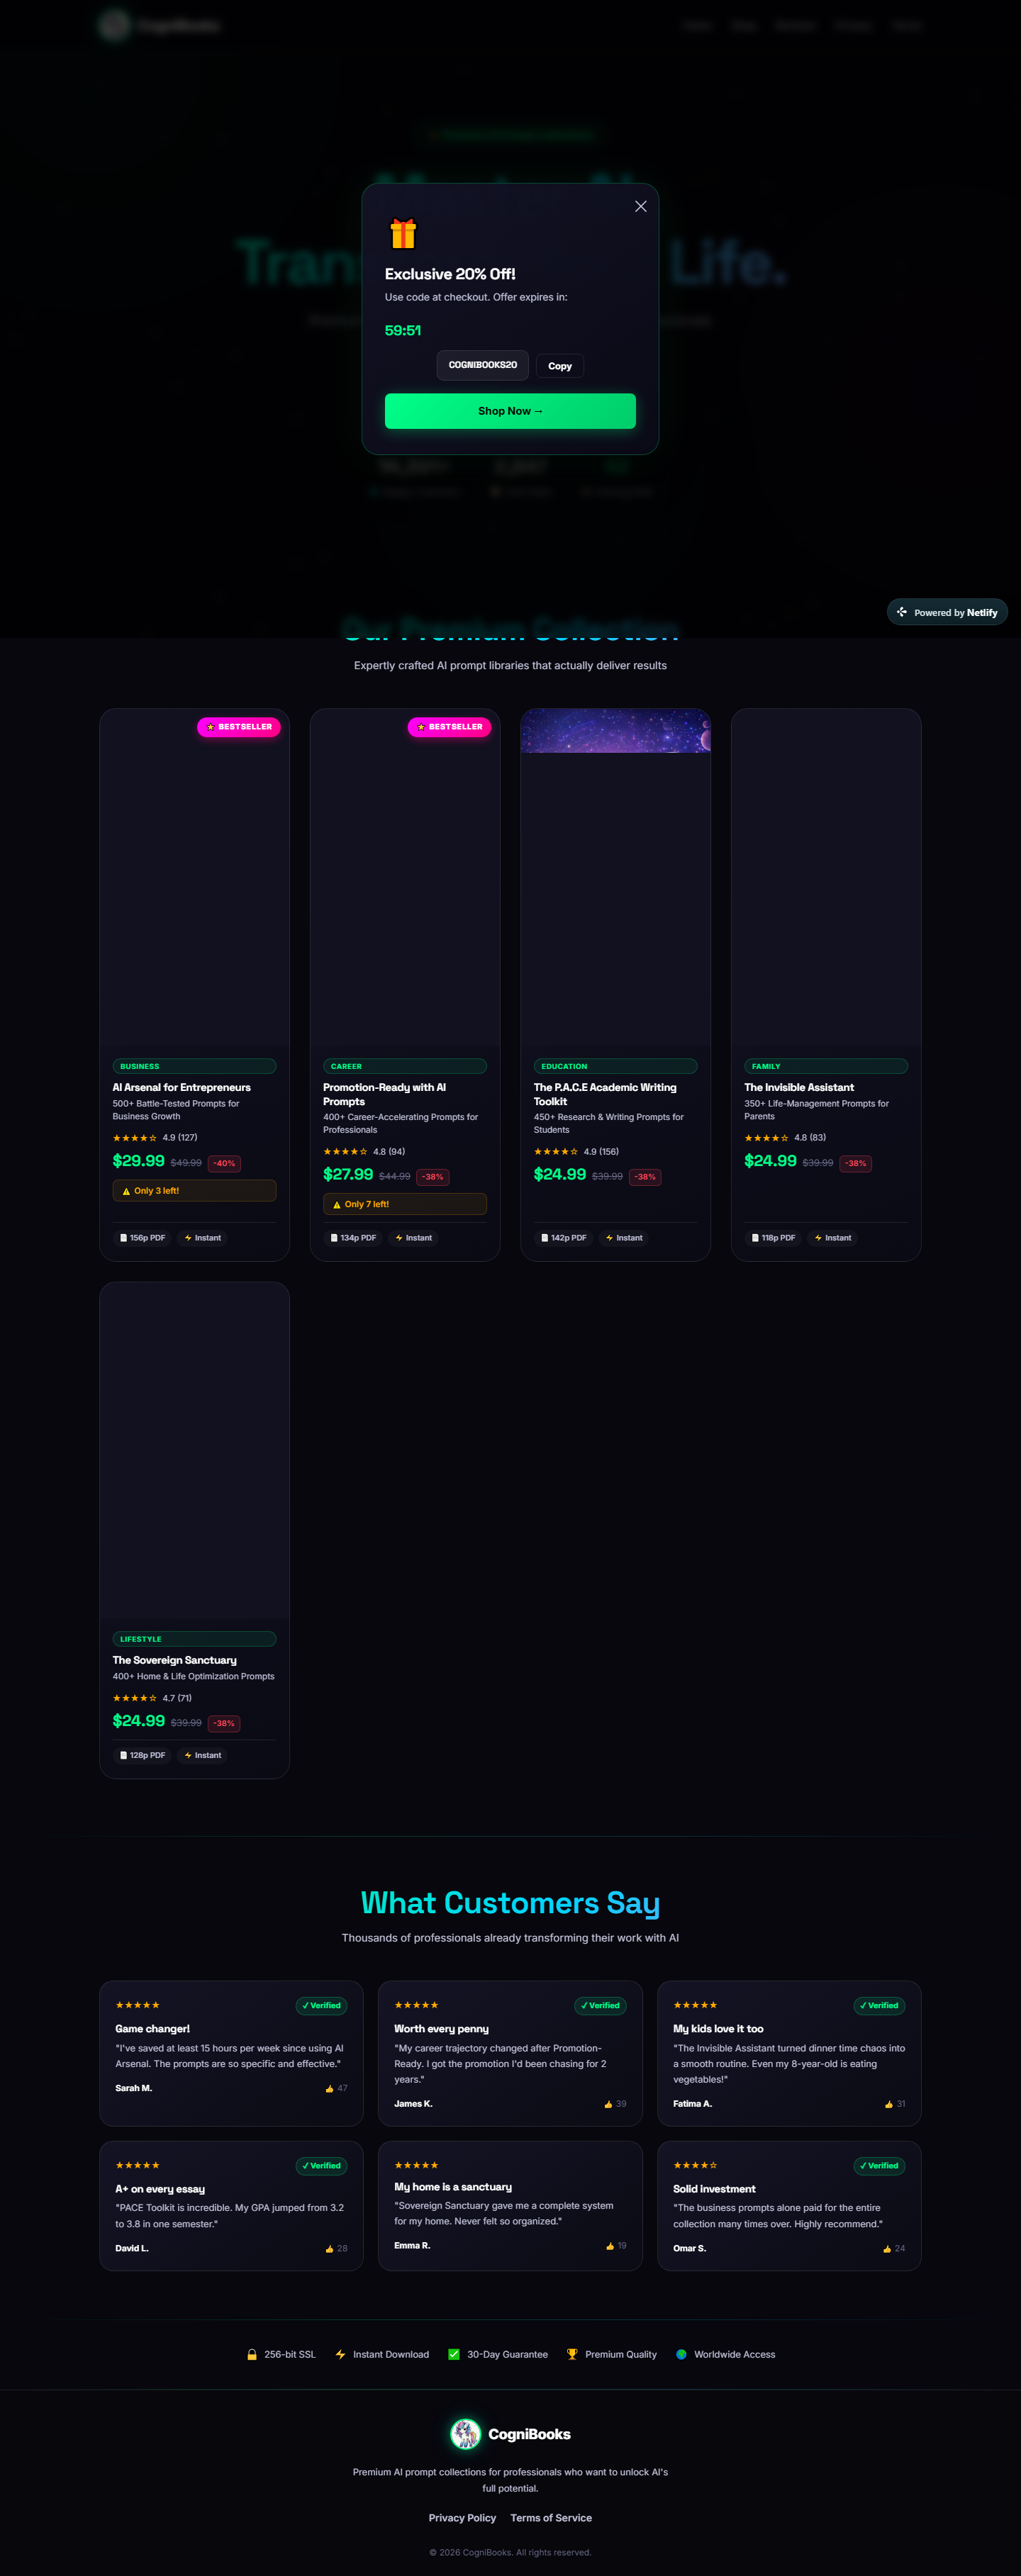 CogniBooks
Exclusive 20% Off!
Use code at checkout. Offer expires in:
59:51
COGNIBOOKS20
Copy
Shop Now →
Tran
Life.
Powered by Netlify
Our Premium Collection
Expertly crafted AI prompt libraries that actually deliver results
BESTSELLER
BUSINESS
AI Arsenal for Entrepreneurs
500+ Battle-Tested Prompts for
Business Growth
★★★★☆ 4.9 (127)
$29.99 $49.99 -40%
Only 3 left!
156p PDF
Instant
BESTSELLER
CAREER
Promotion-Ready with AI
Prompts
400+ Career-Accelerating Prompts for
Professionals
★★★★☆ 4.8 (94)
$27.99 $44.99 -38%
Only 7 left!
134p PDF
Instant
EDUCATION
The P.A.C.E Academic Writing
Toolkit
450+ Research & Writing Prompts for
Students
★★★★☆ 4.9 (156)
$24.99 $39.99 -38%
142p PDF
Instant
FAMILY
The Invisible Assistant
350+ Life-Management Prompts for
Parents
★★★★☆ 4.8 (83)
$24.99 $39.99 -38%
118p PDF
Instant
LIFESTYLE
The Sovereign Sanctuary
400+ Home & Life Optimization Prompts
★★★★☆ 4.7 (71)
$24.99 $39.99 -38%
128p PDF
Instant
What Customers Say
Thousands of professionals already transforming their work with AI
★★★★★
✓ Verified
Game changer!
"I've saved at least 15 hours per week since using AI
Arsenal. The prompts are so specific and effective."
Sarah M.
47
★★★★★
✓ Verified
Worth every penny
"My career trajectory changed after Promotion-
Ready. I got the promotion I'd been chasing for 2
years."
James K.
39
★★★★★
✓ Verified
My kids love it too
"The Invisible Assistant turned dinner time chaos into
a smooth routine. Even my 8-year-old is eating
vegetables!"
Fatima A.
31
★★★★★
✓ Verified
A+ on every essay
"PACE Toolkit is incredible. My GPA jumped from 3.2
to 3.8 in one semester."
David L.
28
★★★★★
My home is a sanctuary
"Sovereign Sanctuary gave me a complete system
for my home. Never felt so organized."
Emma R.
19
★★★★☆
✓ Verified
Solid investment
"The business prompts alone paid for the entire
collection many times over. Highly recommend."
Omar S.
24
256-bit SSL
Instant Download
30-Day Guarantee
Premium Quality
Worldwide Access
CogniBooks
Premium AI prompt collections for professionals who want to unlock AI's
full potential.
Privacy Policy
Terms of Service
© 2026 CogniBooks. All rights reserved.